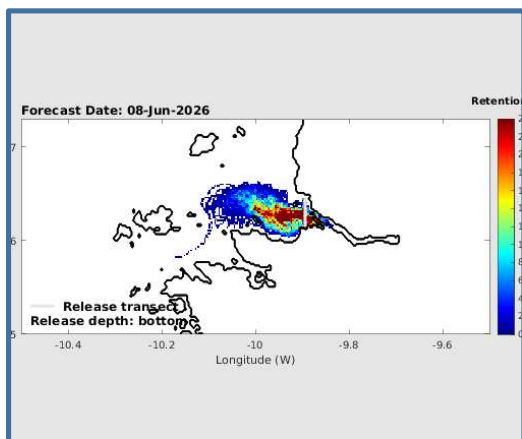 Retention
Forecast Date: 08-Jun-2026
Release transect
Release depth: bottom
-10.4 -10.2 -10 -9.8 -9.6
Longitude (W)